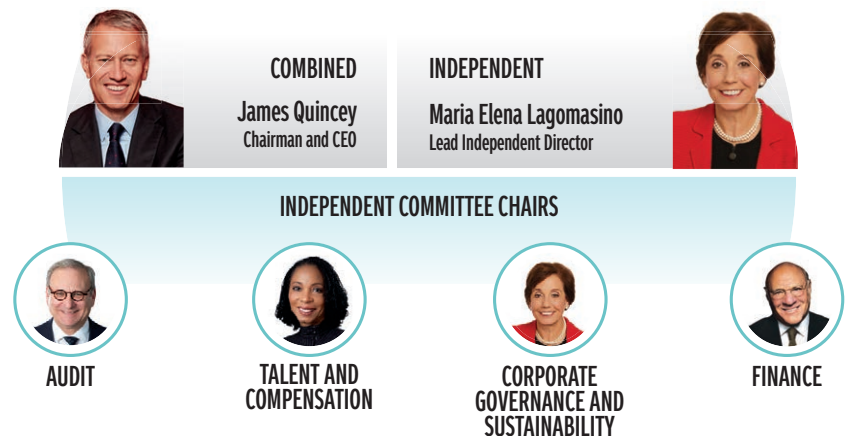 COMBINED
James Quincey
Chairman and CEO
INDEPENDENT
Maria Elena Lagomasino
Lead Independent Director
INDEPENDENT COMMITTEE CHAIRS
AUDIT
TALENT AND
COMPENSATION
CORPORATE
GOVERNANCE AND
SUSTAINABILITY
FINANCE